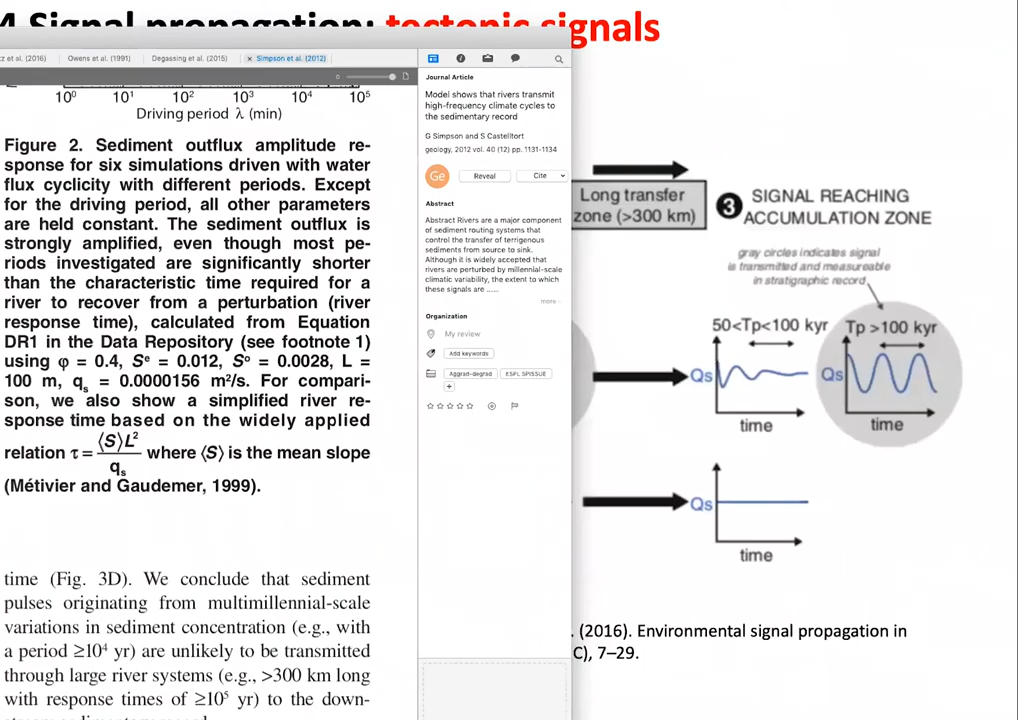 4 Signal propagation: tectonic signals
tz et al. (2016)
Owens et al. (1991)
Degassing et al. (2015)
× Simpson et al. (2012)
10⁰ 10¹ 10² 10³ 10⁴ 10⁵
Driving period λ (min)
Figure 2. Sediment outflux amplitude re-
sponse for six simulations driven with water
flux cyclicity with different periods. Except
for the driving period, all other parameters
are held constant. The sediment outflux is
strongly amplified, even though most pe-
riods investigated are significantly shorter
than the characteristic time required for a
river to recover from a perturbation (river
response time), calculated from Equation
DR1 in the Data Repository (see footnote 1)
using φ = 0.4, Sᵉ = 0.012, Sᵒ = 0.0028, L =
100 m, qₛ = 0.0000156 m²/s. For compari-
son, we also show a simplified river re-
sponse time based on the widely applied
relation τ = ⟨S⟩L²/qₛ where ⟨S⟩ is the mean slope
(Métivier and Gaudemer, 1999).
time (Fig. 3D). We conclude that sediment
pulses originating from multimillennial-scale
variations in sediment concentration (e.g., with
a period ≥10⁴ yr) are unlikely to be transmitted
through large river systems (e.g., >300 km long
with response times of ≥10⁵ yr) to the down-
Journal Article
Model shows that rivers transmit
high-frequency climate cycles to
the sedimentary record
G Simpson and S Castelltort
geology, 2012 vol. 40 (12) pp. 1131-1134
Ge
Reveal
Cite
Abstract
Abstract Rivers are a major component
of sediment routing systems that
control the transfer of terrigenous
sediments from source to sink.
Although it is widely accepted that
rivers are perturbed by millennial-scale
climatic variability, the extent to which
these signals are ......
more
Organization
My review
Add keywords
Aggrad-degrad
ESPL SPISSUE
+
Long transfer
zone (>300 km)
3 SIGNAL REACHING
ACCUMULATION ZONE
gray circles indicates signal
is transmitted and measureable
in stratigraphic record
50<Tp<100 kyr
Tp >100 kyr
Qs
Qs
time
time
Qs
time
. (2016). Environmental signal propagation in
C), 7–29.